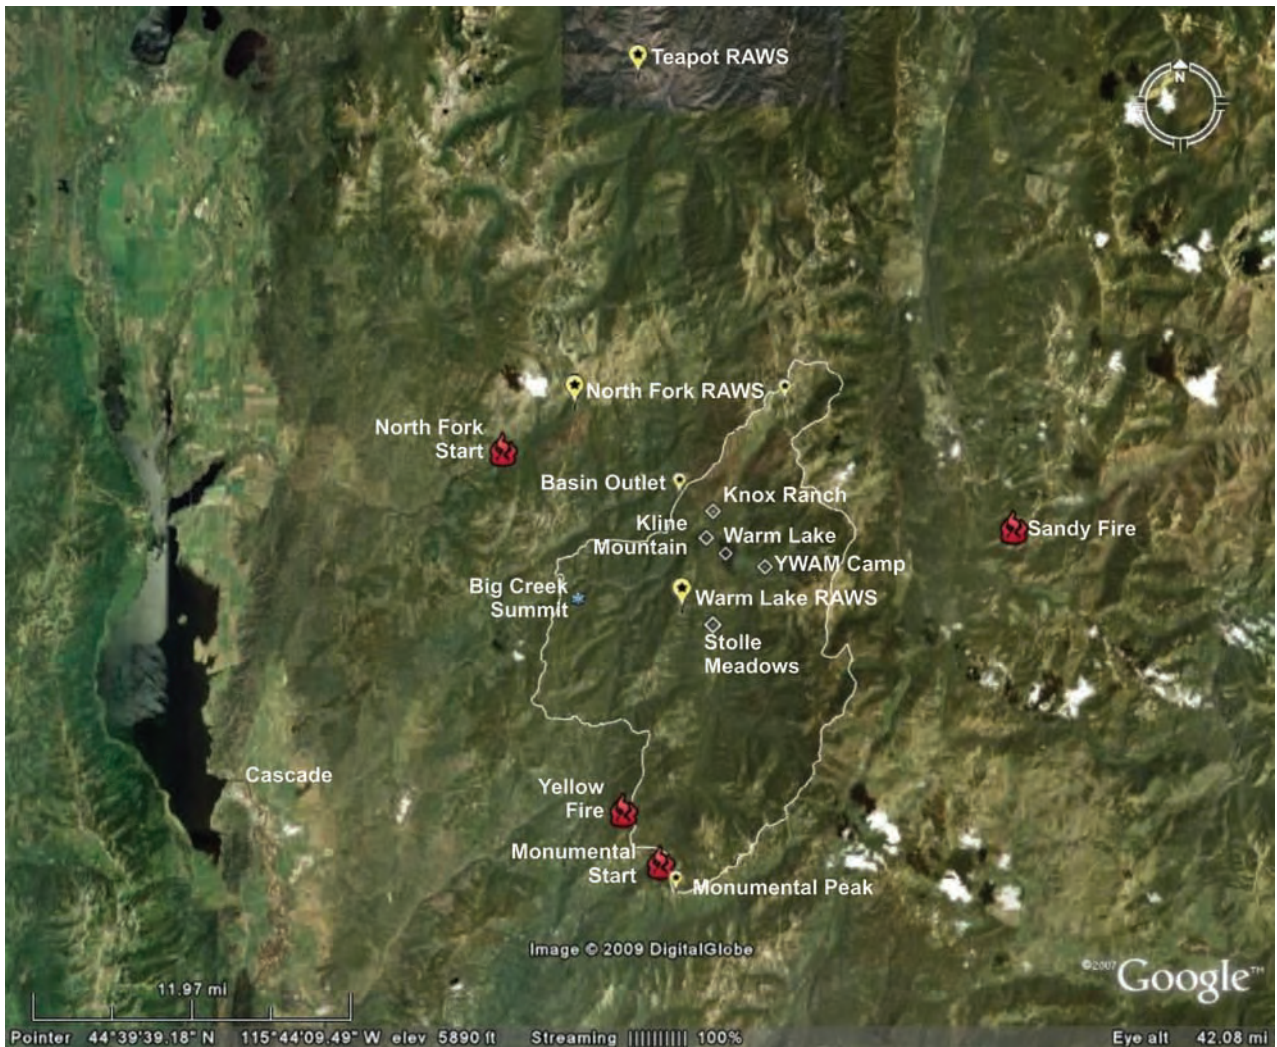 Teapot RAWS
N
North Fork RAWS
North Fork
Start
Basin Outlet
Knox Ranch
Kline
Mountain
Warm Lake
Sandy Fire
YWAM Camp
Big Creek
Summit
Warm Lake RAWS
Stolle
Meadows
Cascade
Yellow
Fire
Monumental
Start
Monumental Peak
Image © 2009 DigitalGlobe
©2007 Google™
11.97 mi
Pointer 44°39'39.18" N 115°44'09.49" W elev 5890 ft Streaming |||||||||| 100% Eye alt 42.08 mi